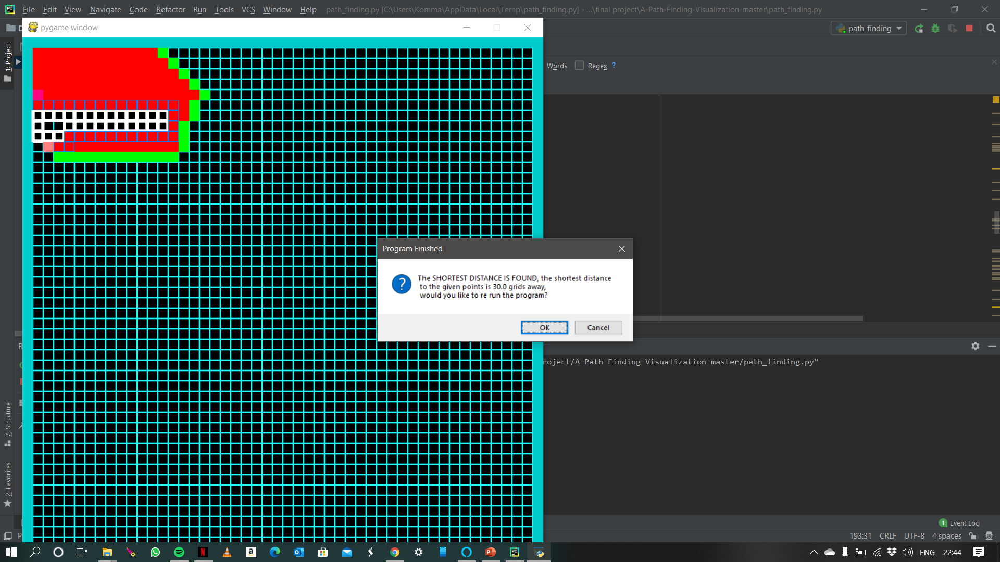 File Edit View Navigate Code Refactor Run Tools VCS Window Help path_finding.py [C:\Users\Komma\AppData\Local\Temp\path_finding.py] - ...\final project\A-Path-Finding-Visualization-master\path_finding.py
pygame window
path_finding
1: Project
Words Regex ?
Program Finished
The SHORTEST DISTANCE IS FOUND, the shortest distance
to the given points is 30.0 grids away,
would you like to re run the program?
OK Cancel
roject/A-Path-Finding-Visualization-master/path_finding.py"
7: Structure
2: Favorites
1 Event Log
193:31 CRLF UTF-8 4 spaces
ENG 22:44